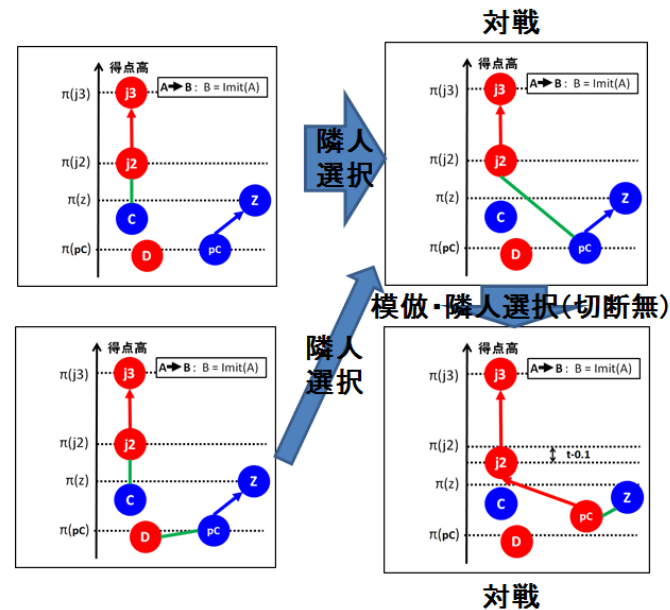 対戦
得点高
A➔B : B = Imit(A)
π(j3)
j3
π(j2)
j2
π(z)
Z
C
π(pC)
D
pC
隣人
選択
得点高
A➔B : B = Imit(A)
π(j3)
j3
π(j2)
j2
π(z)
Z
C
π(pC)
D
pC
模倣・隣人選択(切断無)
隣人
選択
得点高
A➔B : B = Imit(A)
π(j3)
j3
π(j2)
j2
π(z)
Z
C
π(pC)
D
pC
得点高
A➔B : B = Imit(A)
π(j3)
j3
π(j2)
t-0.1
j2
π(z)
Z
C
pC
π(pC)
D
対戦